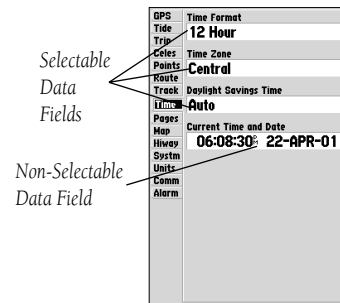 Selectable
Data
Fields
Non-Selectable
Data Field
GPS
Tide
Trip
Celes
Points
Route
Track
Time
Pages
Map
Hiway
Systm
Units
Comm
Alarm
Time Format
12 Hour
Time Zone
Central
Daylight Savings Time
Auto
Current Time and Date
06:08:30 22-APR-01